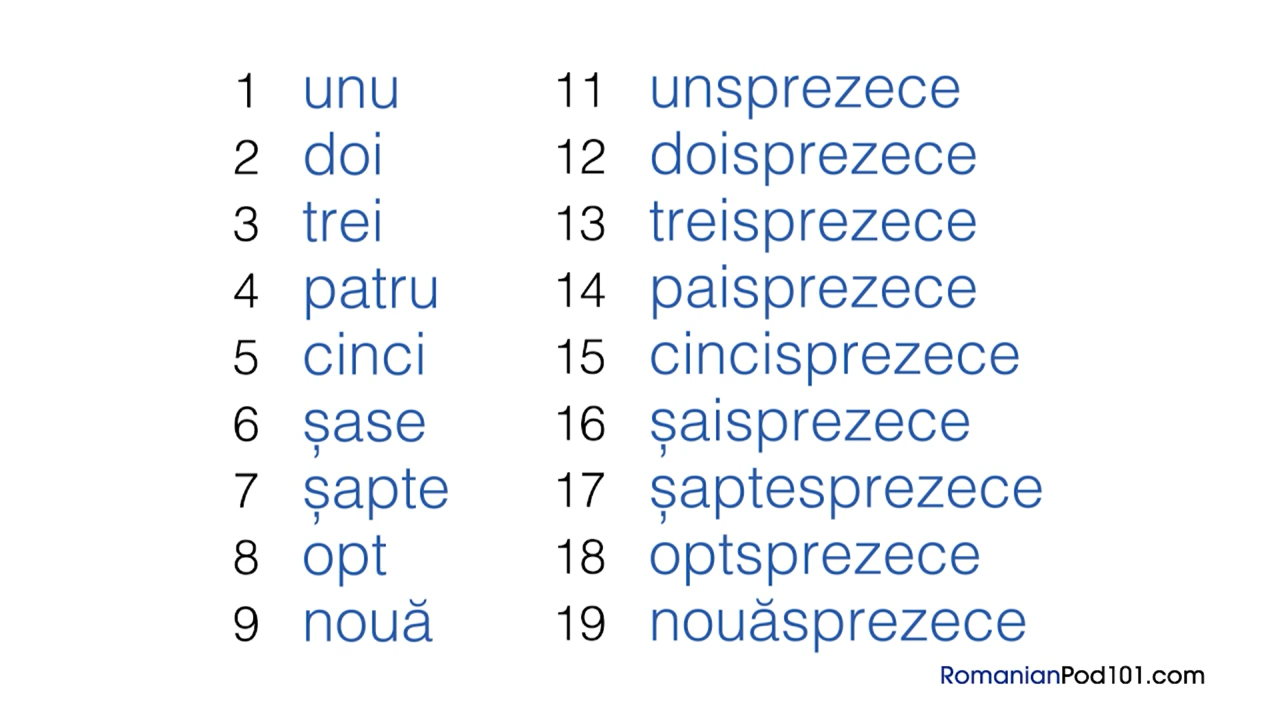 1 unu 11 unsprezece
2 doi 12 doisprezece
3 trei 13 treisprezece
4 patru 14 paisprezece
5 cinci 15 cincisprezece
6 șase 16 șaisprezece
7 șapte 17 șaptesprezece
8 opt 18 optsprezece
9 nouă 19 nouăsprezece
RomanianPod101.com